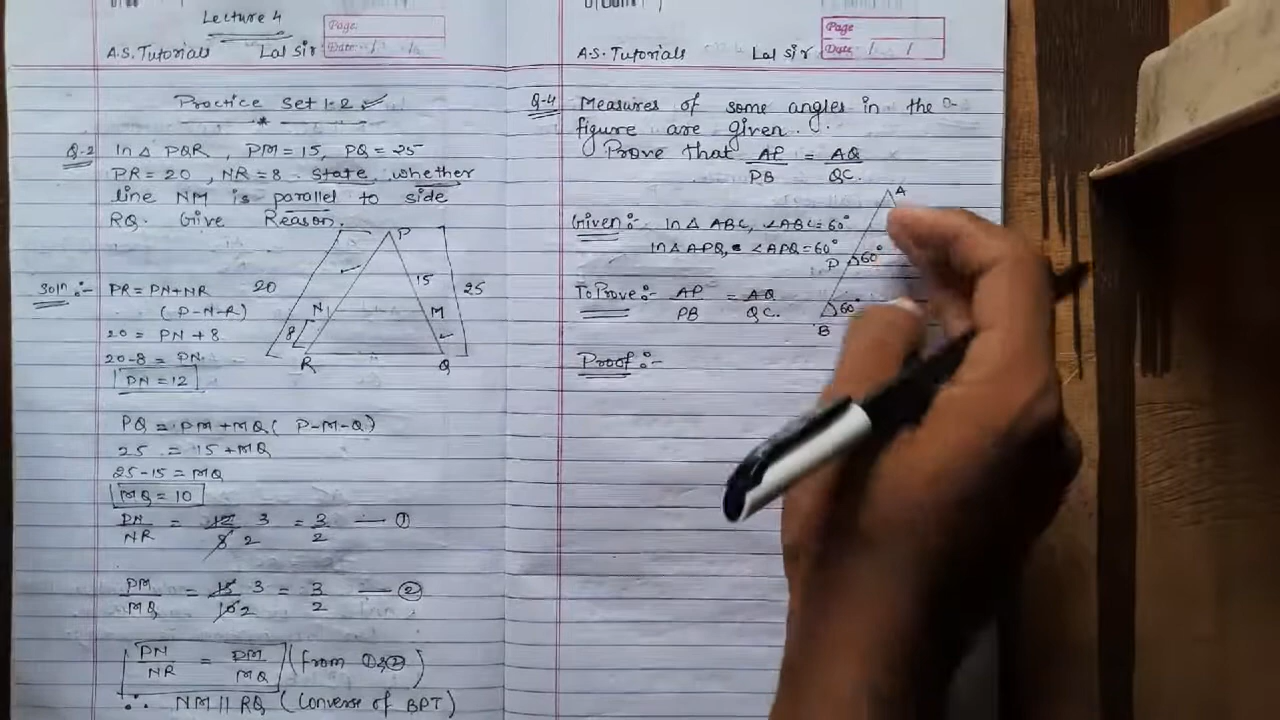 Lecture 4
Page.
Date / /
A.S. Tutorials Lal Sir
Practice Set 1.2
Q.2 In △ PQR, PM = 15, PQ = 25
PR = 20, NR = 8. State whether
line NM is parallel to side
RQ. Give Reason.
P
Soln :- PR = PN + NR 20 15 25
(P-N-R) N M
20 = PN + 8 8
20-8 = PN.
R Q
PN = 12
PQ = PM + MQ (P-M-Q)
25 = 15 + MQ
25-15 = MQ
MQ = 10
PN/NR = 12/8 3/2 = 3/2 — ①
PM/MQ = 15/10 3/2 = 3/2 — ②
PN/NR = PM/MQ (from ①&②)
∴ NM || RQ (Converse of BPT)
Page.
Date / /
A.S. Tutorials Lal Sir
Q-4 Measures of some angles in the
figure are given.
Prove that AP/PB = AQ/QC.
A
Given :- In △ ABC, ∠ABC = 60°
In △ APQ, ∠APQ = 60°
P 60°
To Prove :- AP/PB = AQ/QC.
60°
B
Proof :-